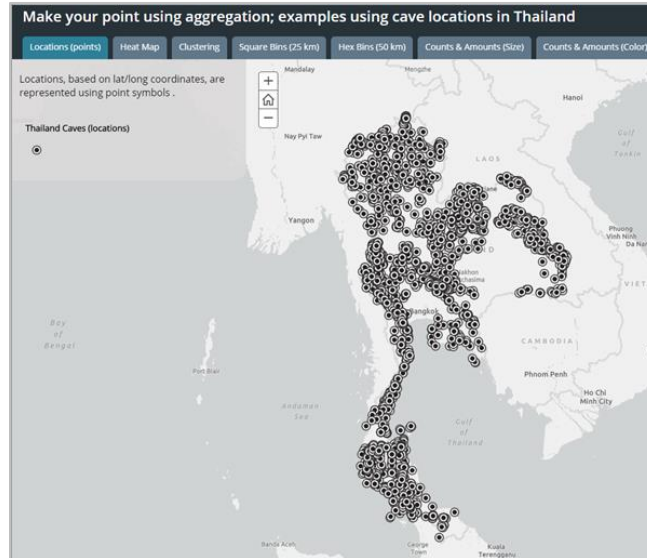 Make your point using aggregation; examples using cave locations in Thailand
Locations (points)
Heat Map
Clustering
Square Bins (25 km)
Hex Bins (50 km)
Counts & Amounts (Size)
Counts & Amounts (Color)
Locations, based on lat/long coordinates, are
represented using point symbols .
Thailand Caves (locations)
+
−
Mandalay
Mengzhe
Hanoi
Nay Pyi Taw
Gulf
of
Tonkin
LAOS
Yangon
Phuong
Vinh Ninh
Da
Bangkok
Bay
of
Bengal
CAMBODIA
Port Blair
Phnom Penh
Andaman
Sea
Ho Chi
Minh City
Gulf
of
Thailand
Banda Aceh
George
Town
Kuala
Terengganu